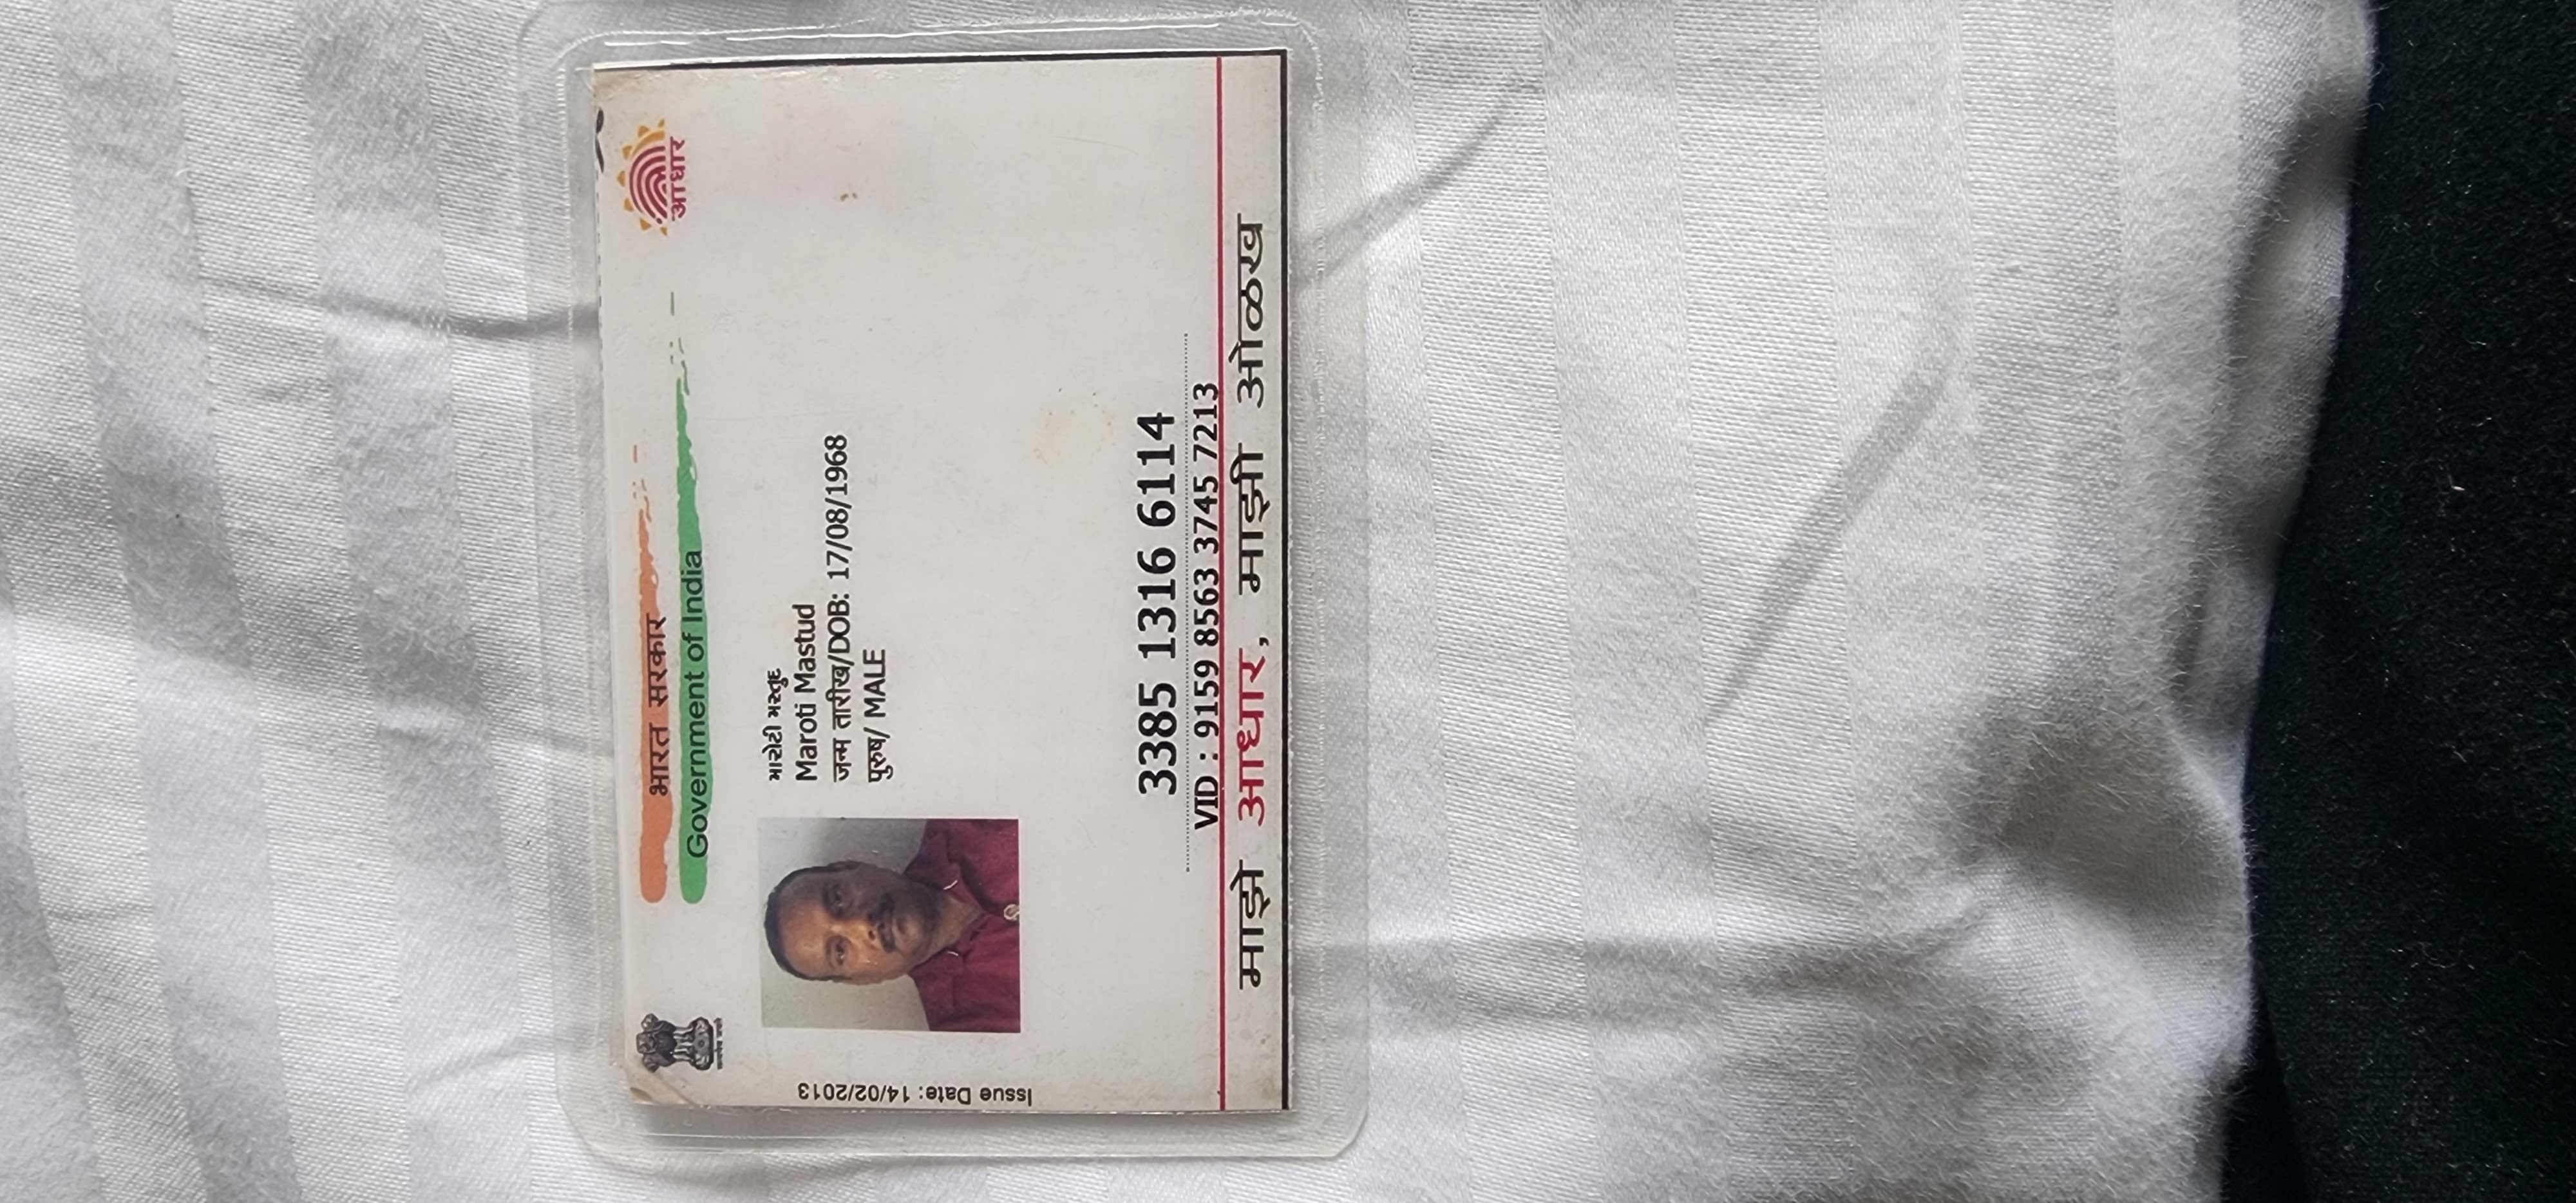 भारत सरकार
Government of India
आधार
सत्यमेव जयते
Issue Date: 14/02/2013
મારોટી મસ્તુદ
Maroti Mastud
जन्म तारीख/DOB: 17/08/1968
पुरुष/ MALE
3385 1316 6114
VID : 9159 8563 3745 7213
माझे आधार, माझी ओळख